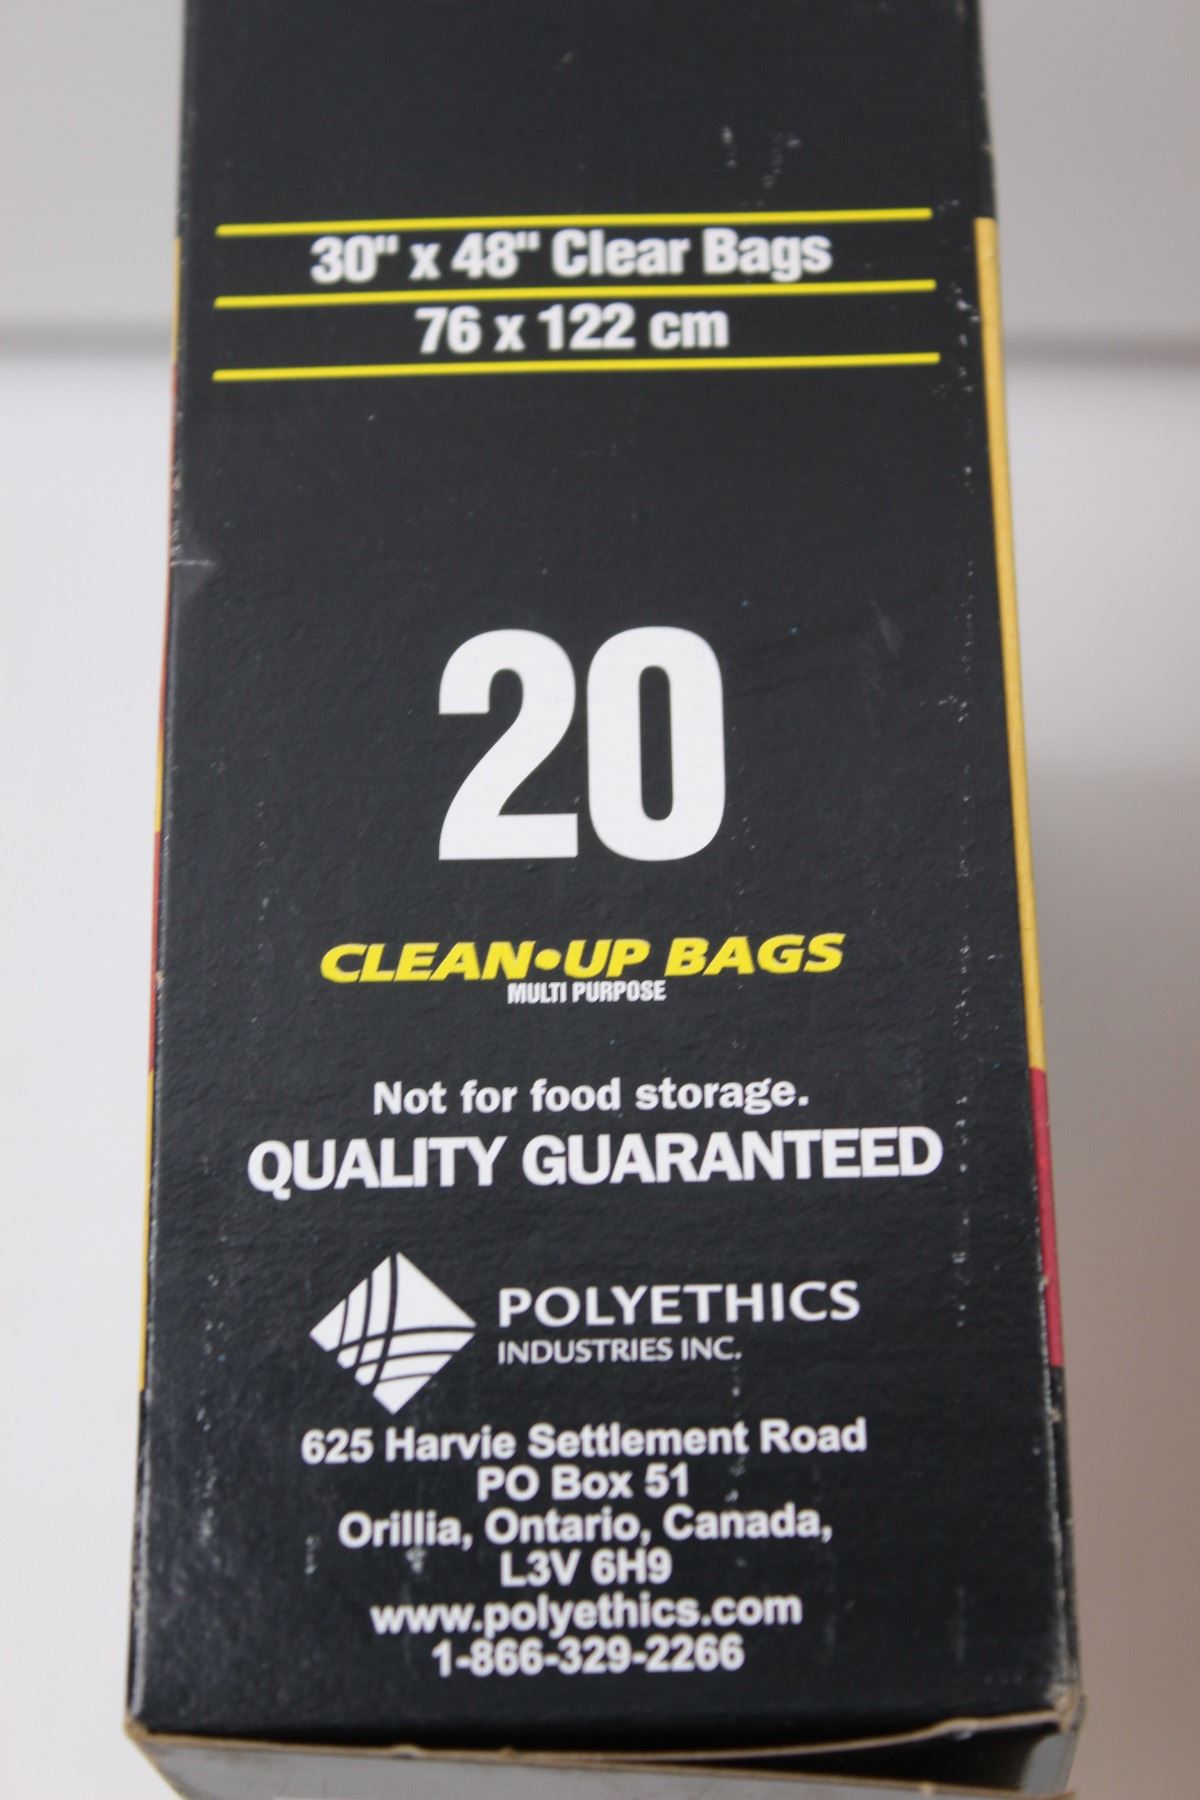 30" x 48" Clear Bags
76 x 122 cm
20
CLEAN•UP BAGS
MULTI PURPOSE
Not for food storage.
QUALITY GUARANTEED
POLYETHICS
INDUSTRIES INC.
625 Harvie Settlement Road
PO Box 51
Orillia, Ontario, Canada,
L3V 6H9
www.polyethics.com
1-866-329-2266